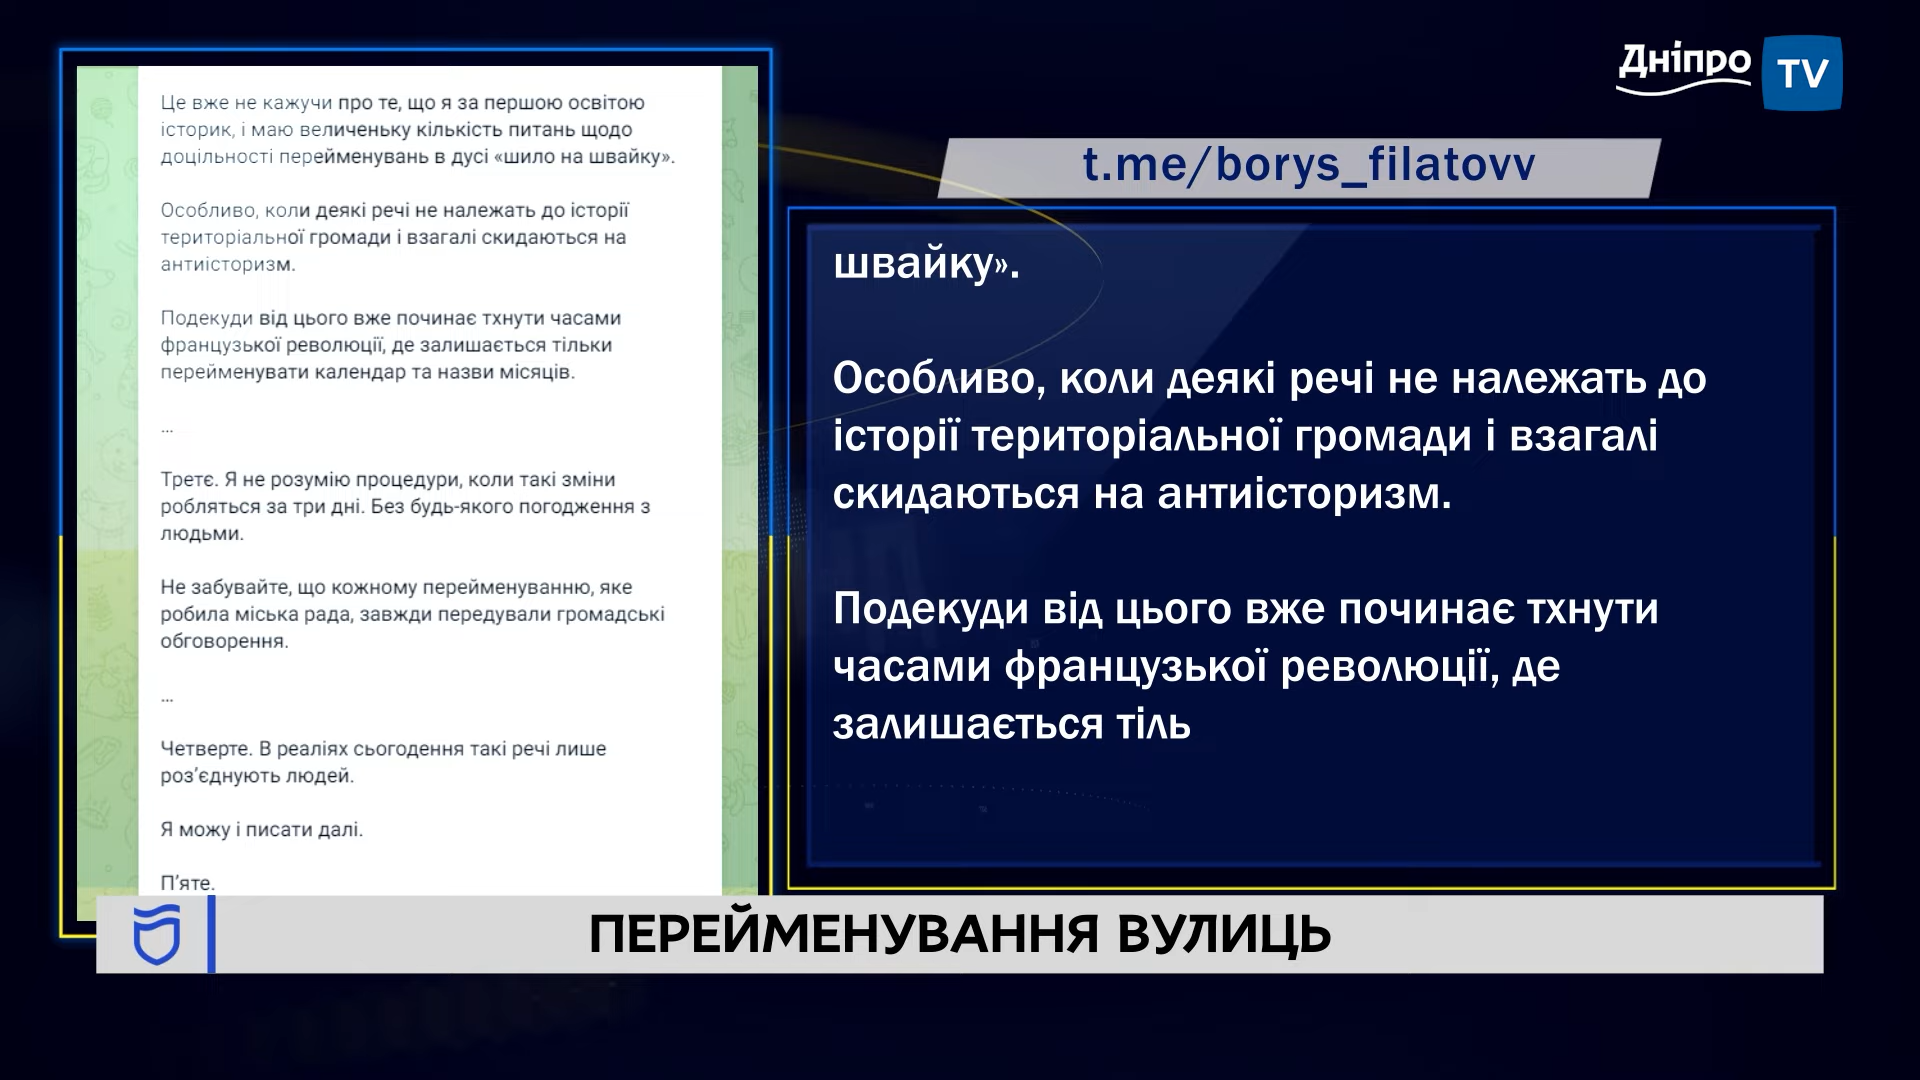 Це вже не кажучи про те, що я за першою освітою
історик, і маю величеньку кількість питань щодо
доцільності перейменувань в дусі «шило на швайку».
Особливо, коли деякі речі не належать до історії
територіальної громади і взагалі скидаються на
антиісторизм.
Подекуди від цього вже починає тхнути часами
французької революції, де залишається тільки
перейменувати календар та назви місяців.
...
Третє. Я не розумію процедури, коли такі зміни
робляться за три дні. Без будь-якого погодження з
людьми.
Не забувайте, що кожному перейменуванню, яке
робила міська рада, завжди передували громадські
обговорення.
...
Четверте. В реаліях сьогодення такі речі лише
роз’єднують людей.
Я можу і писати далі.
П’яте.
Дніпро TV
t.me/borys_filatovv
швайку».
Особливо, коли деякі речі не належать до
історії територіальної громади і взагалі
скидаються на антиісторизм.
Подекуди від цього вже починає тхнути
часами французької революції, де
залишається тіль
ПЕРЕЙМЕНУВАННЯ ВУЛИЦЬ